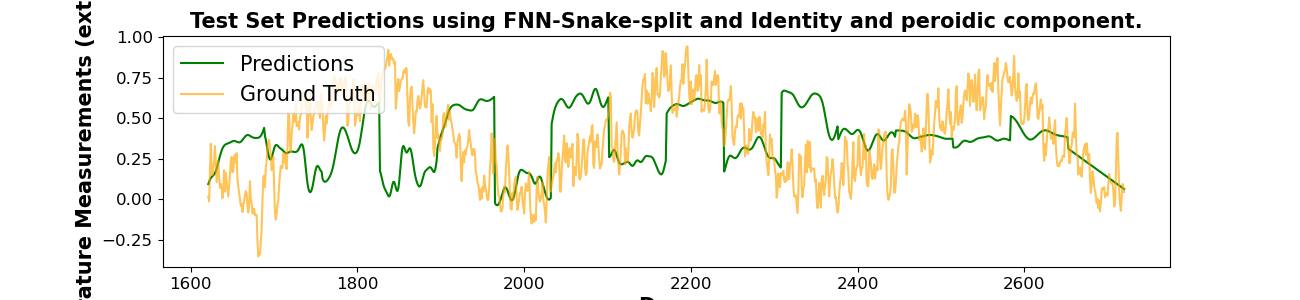 Test Set Predictions using FNN-Snake-split and Identity and peroidic component.
rature Measurements (ext
1.00
0.75
0.50
0.25
0.00
−0.25
Predictions
Ground Truth
1600 1800 2000 2200 2400 2600